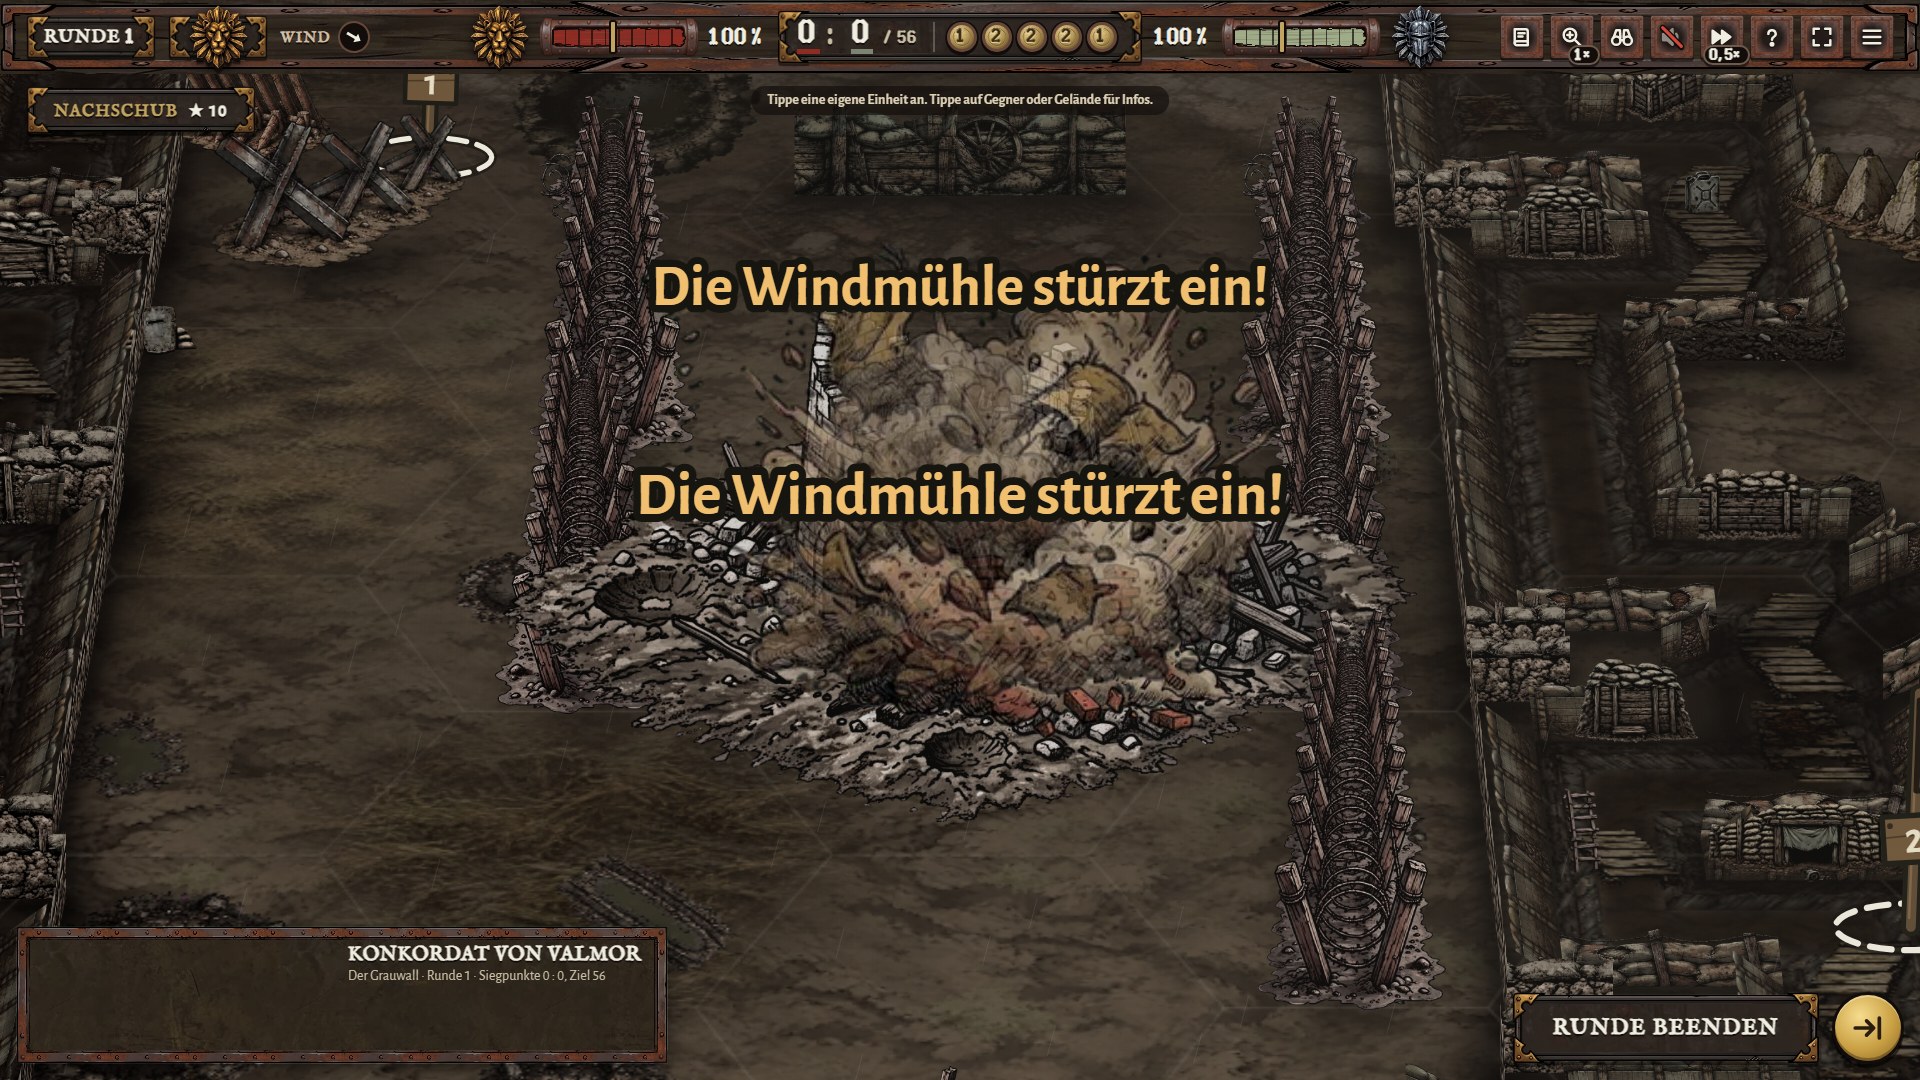 RUNDE 1
WIND
100 %
0 : 0 / 56
1 2 2 2 1
100 %
1×
0,5×
?
NACHSCHUB ★ 10
1
Tippe eine eigene Einheit an. Tippe auf Gegner oder Gelände für Infos.
Die Windmühle stürzt ein!
Die Windmühle stürzt ein!
2
KONKORDAT VON VALMOR
Der Grauwall · Runde 1 · Siegpunkte 0 : 0, Ziel 56
RUNDE BEENDEN